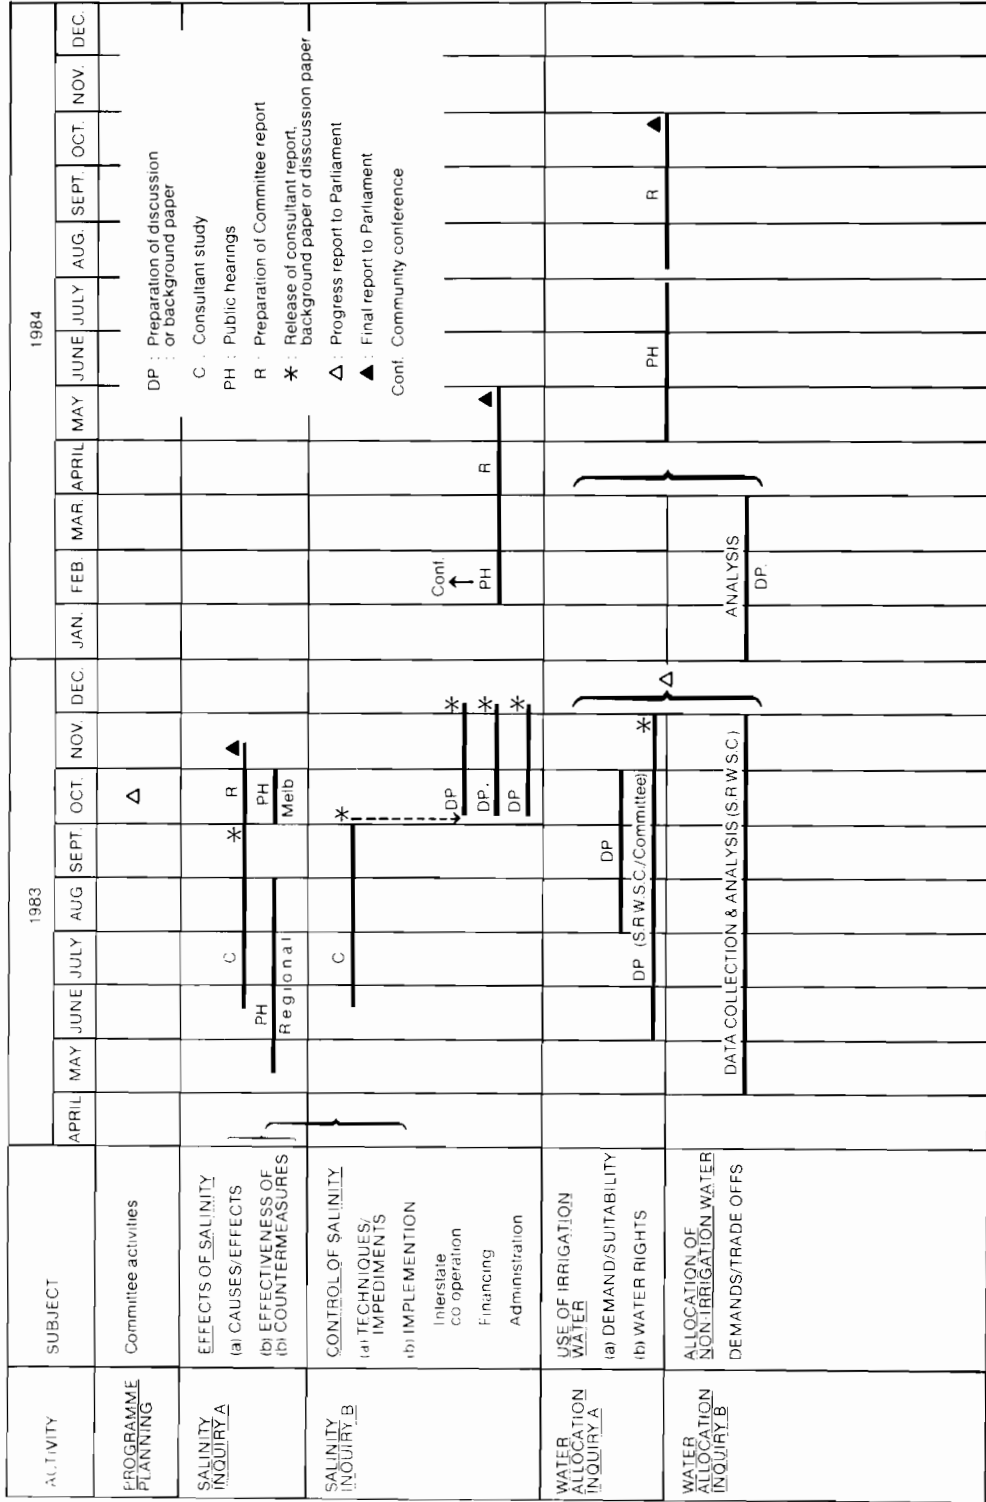 ACTIVITY
SUBJECT
1983
1984
APRIL
MAY
JUNE
JULY
AUG
SEPT.
OCT.
NOV.
DEC.
JAN.
FEB.
MAR.
APRIL
MAY
JUNE
JULY
AUG.
SEPT.
OCT.
NOV.
DEC.
PROGRAMME
PLANNING
Committee activities
△
SALINITY
INQUIRY A
EFFECTS OF SALINITY
(a) CAUSES/EFFECTS
C
*
R
▲
(b) EFFECTIVENESS OF
(b) COUNTERMEASURES
PH
Regional
PH
Melb
SALINITY
INQUIRY B
CONTROL OF SALINITY
(a) TECHNIQUES/
IMPEDIMENTS
C
*
(b) IMPLEMENTION
Interstate
co operation
DP
*
Financing
DP.
*
Conf.
PH
R
▲
Administration
DP
*
DP : Preparation of discussion
: or background paper
C . Consultant study
PH : Public hearings
R · Preparation of Committee report
* : Release of consultant report,
background paper or disscusion paper
△ : Progress report to Parliament
▲ : Final report to Parliament
Conf. Community conference
WATER
ALLOCATION
INQUIRY A
USE OF IRRIGATION
WATER
(a) DEMAND/SUITABILITY
DP
(b) WATER RIGHTS
DP (S.R.W.S.C./Committee)
*
△
PH
R
▲
WATER
ALLOCATION
INQUIRY B
ALLOCATION OF
NON-IRRIGATION WATER
DEMANDS/TRADE OFFS
DATA COLLECTION & ANALYSIS (S.R.W.S.C)
ANALYSIS
DP.